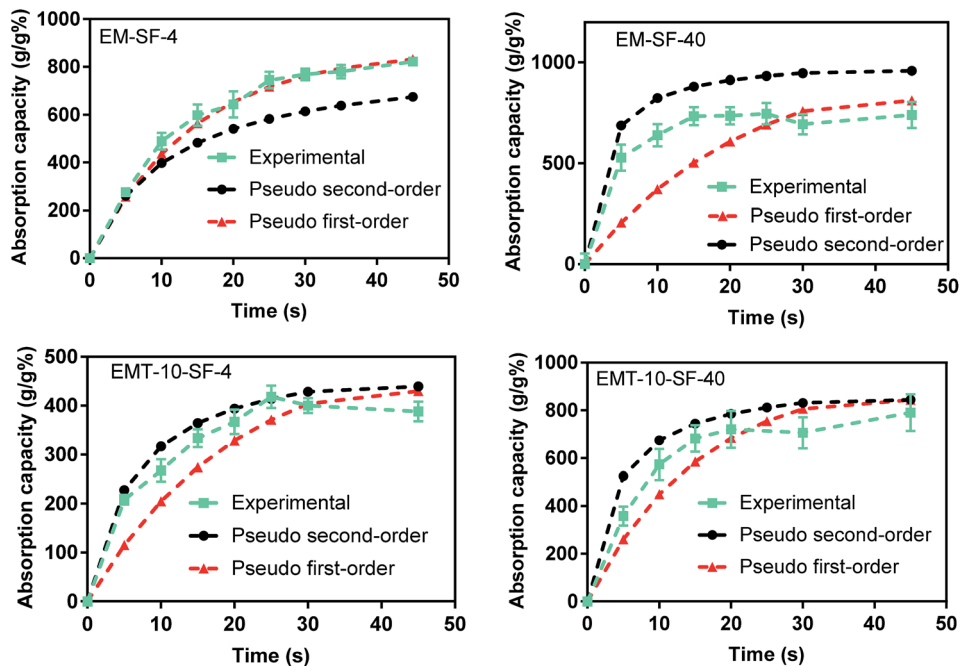 EM-SF-4
Absorption capacity (g/g%)
1000
800
600
400
200
0
Experimental
Pseudo second-order
Pseudo first-order
0 10 20 30 40 50
Time (s)
EM-SF-40
Absorption capacity (g/g%)
1000
500
0
Experimental
Pseudo first-order
Pseudo second-order
0 10 20 30 40 50
Time (s)
EMT-10-SF-4
Absorption capacity (g/g%)
500
400
300
200
100
0
Experimental
Pseudo second-order
Pseudo first-order
0 10 20 30 40 50
Time (s)
EMT-10-SF-40
Absorption capacity (g/g%)
1000
800
600
400
200
0
Experimental
Pseudo second-order
Pseudo first-order
0 10 20 30 40 50
Time (s)